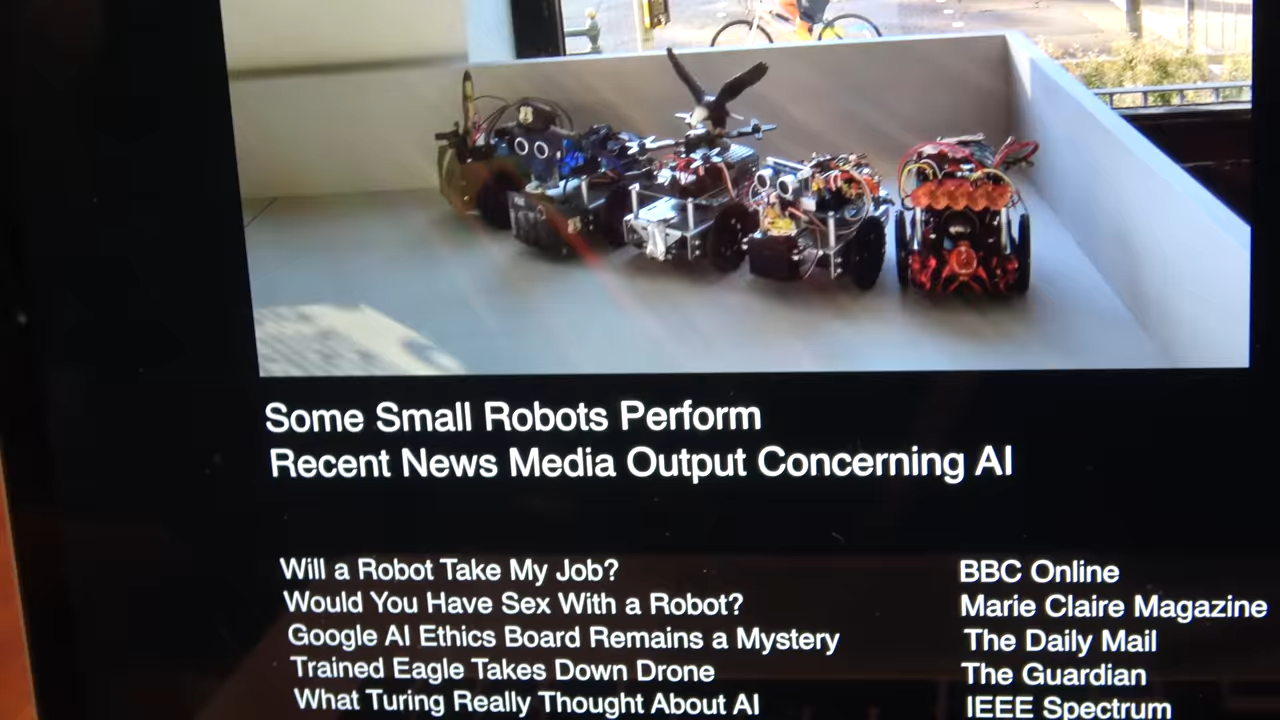 Some Small Robots Perform
Recent News Media Output Concerning AI
Will a Robot Take My Job? BBC Online
Would You Have Sex With a Robot? Marie Claire Magazine
Google AI Ethics Board Remains a Mystery The Daily Mail
Trained Eagle Takes Down Drone The Guardian
What Turing Really Thought About AI IEEE Spectrum